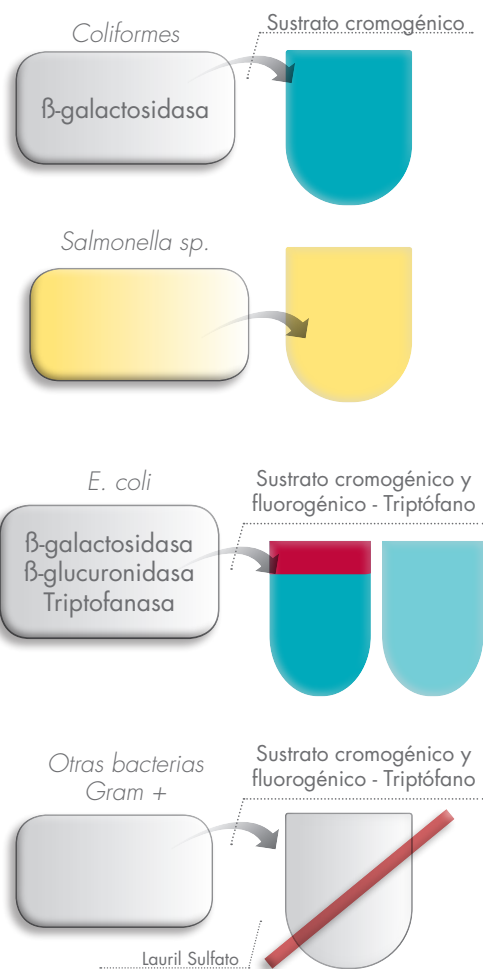 Coliformes
Sustrato cromogénico
ß-galactosidasa
Salmonella sp.
E. coli
Sustrato cromogénico y
fluorogénico - Triptófano
ß-galactosidasa
ß-glucuronidasa
Triptofanasa
Otras bacterias
Gram +
Sustrato cromogénico y
fluorogénico - Triptófano
Lauril Sulfato